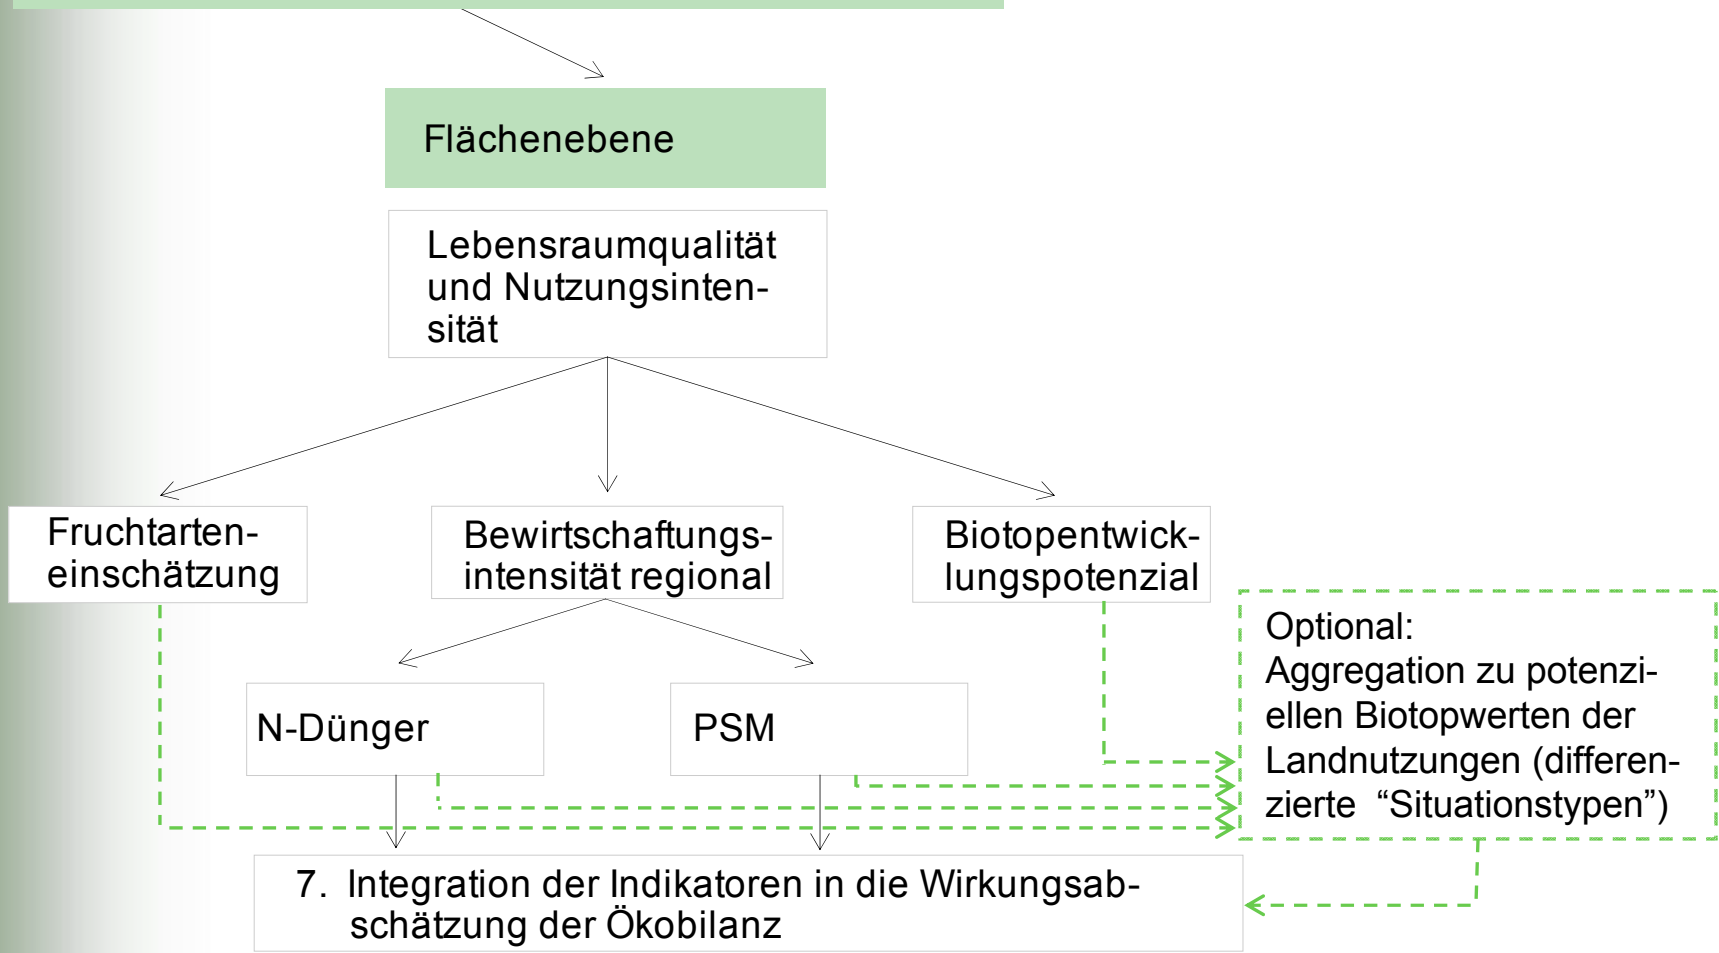 Flächenebene
Lebensraumqualität
und Nutzungsinten-
sität
Fruchtarten-
einschätzung
Bewirtschaftungs-
intensität regional
Biotopentwick-
lungspotenzial
N-Dünger
PSM
Optional:
Aggregation zu potenzi-
ellen Biotopwerten der
Landnutzungen (differen-
zierte “Situationstypen”)
7. Integration der Indikatoren in die Wirkungsab-
schätzung der Ökobilanz